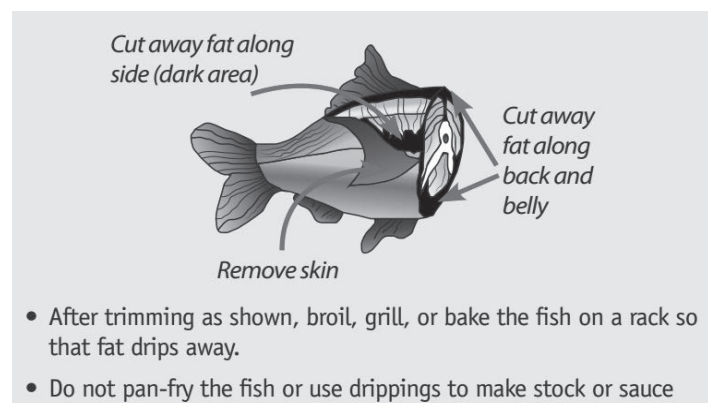 Cut away fat along
side (dark area)
Cut away
fat along
back and
belly
Remove skin
• After trimming as shown, broil, grill, or bake the fish on a rack so
that fat drips away.
• Do not pan-fry the fish or use drippings to make stock or sauce